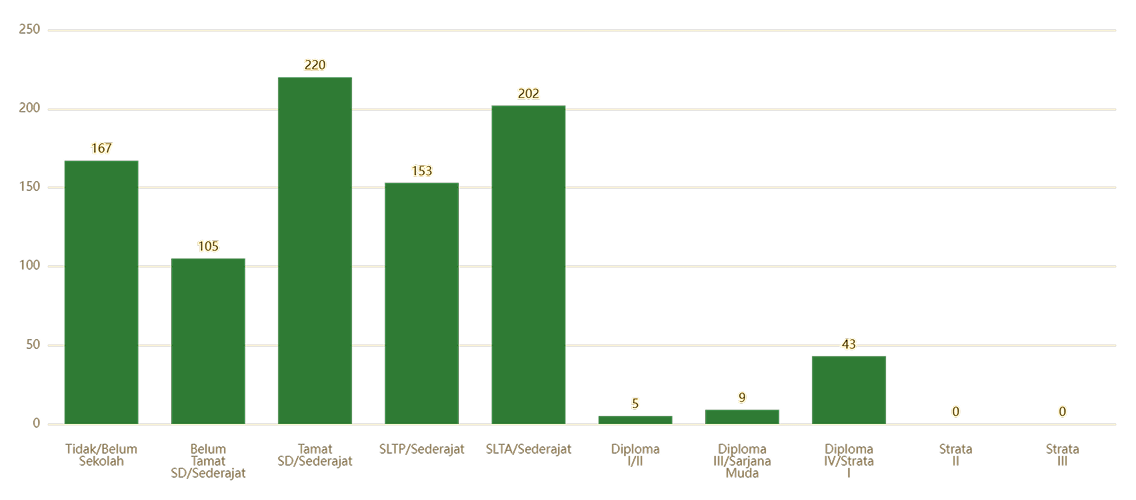 250
200
150
100
50
0
167
105
220
153
202
5
9
43
0
0
Tidak/Belum
Sekolah
Belum
Tamat
SD/Sederajat
Tamat
SD/Sederajat
SLTP/Sederajat
SLTA/Sederajat
Diploma
I/II
Diploma
III/Sarjana
Muda
Diploma
IV/Strata
I
Strata
II
Strata
III